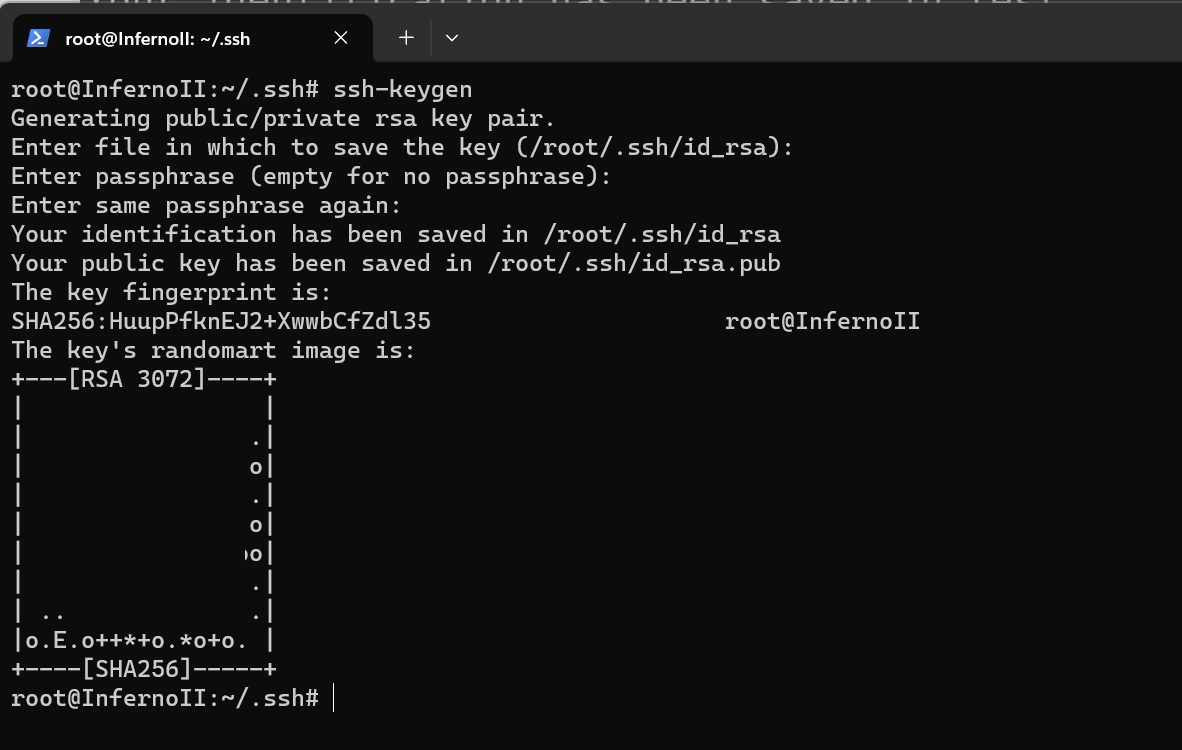 root@InfernoII: ~/.ssh
root@InfernoII:~/.ssh# ssh-keygen
Generating public/private rsa key pair.
Enter file in which to save the key (/root/.ssh/id_rsa):
Enter passphrase (empty for no passphrase):
Enter same passphrase again:
Your identification has been saved in /root/.ssh/id_rsa
Your public key has been saved in /root/.ssh/id_rsa.pub
The key fingerprint is:
SHA256:HuupPfknEJ2+XwwbCfZdl35 root@InfernoII
The key's randomart image is:
+---[RSA 3072]----+
|                 |
|                .|
|                o|
|                .|
|                o|
|                o|
|                .|
| ..             .|
|o.E.o++*+o.*o+o. |
+----[SHA256]-----+
root@InfernoII:~/.ssh#